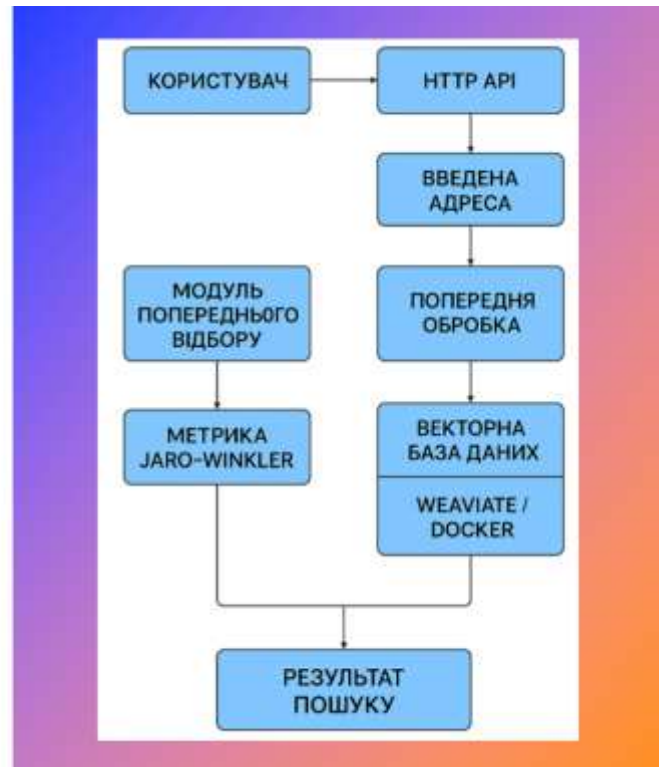 КОРИСТУВАЧ
HTTP API
ВВЕДЕНА
АДРЕСА
МОДУЛЬ
ПОПЕРЕДНЬОГО
ВІДБОРУ
ПОПЕРЕДНЯ
ОБРОБКА
МЕТРИКА
JARO-WINKLER
ВЕКТОРНА
БАЗА ДАНИХ
WEAVIATE /
DOCKER
РЕЗУЛЬТАТ
ПОШУКУ